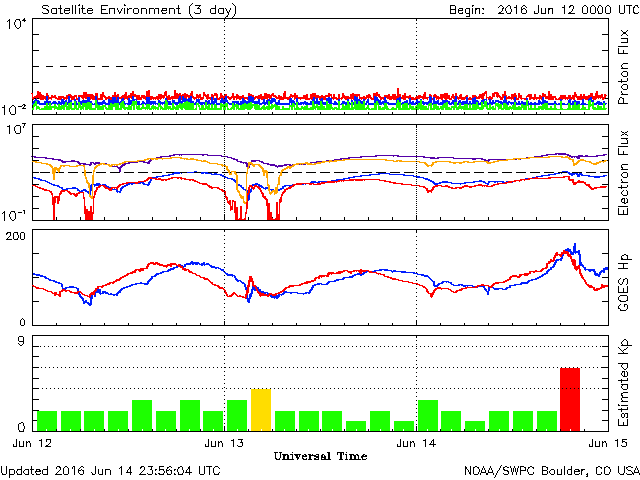 Satellite Environment (3 day) Begin: 2016 Jun 12 0000 UTC
10^4
10^-2
Proton Flux
10^7
10^-1
Electron Flux
200
0
GOES Hp
9
0
Estimated Kp
Jun 12 Jun 13 Jun 14 Jun 15
Universal Time
Updated 2016 Jun 14 23:56:04 UTC NOAA/SWPC Boulder, CO USA